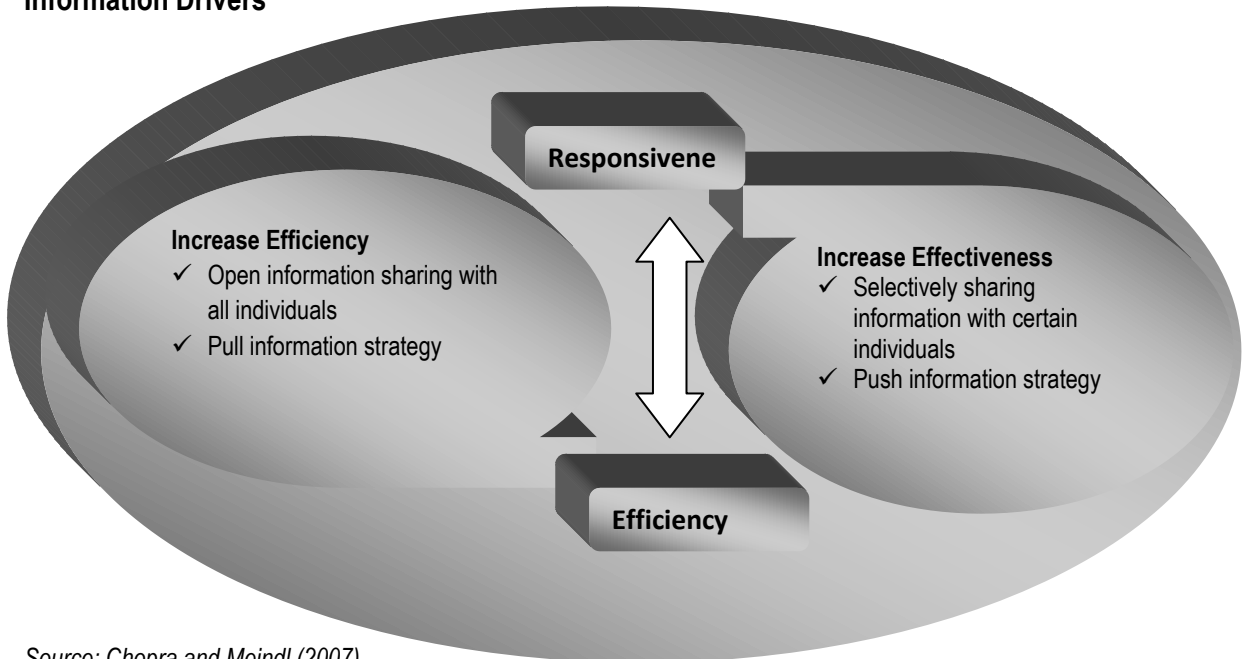 Information Drivers
Responsivene
Increase Efficiency
✓ Open information sharing with
all individuals
✓ Pull information strategy
Increase Effectiveness
✓ Selectively sharing
information with certain
individuals
✓ Push information strategy
Efficiency
Source: Chopra and Meindl (2007)